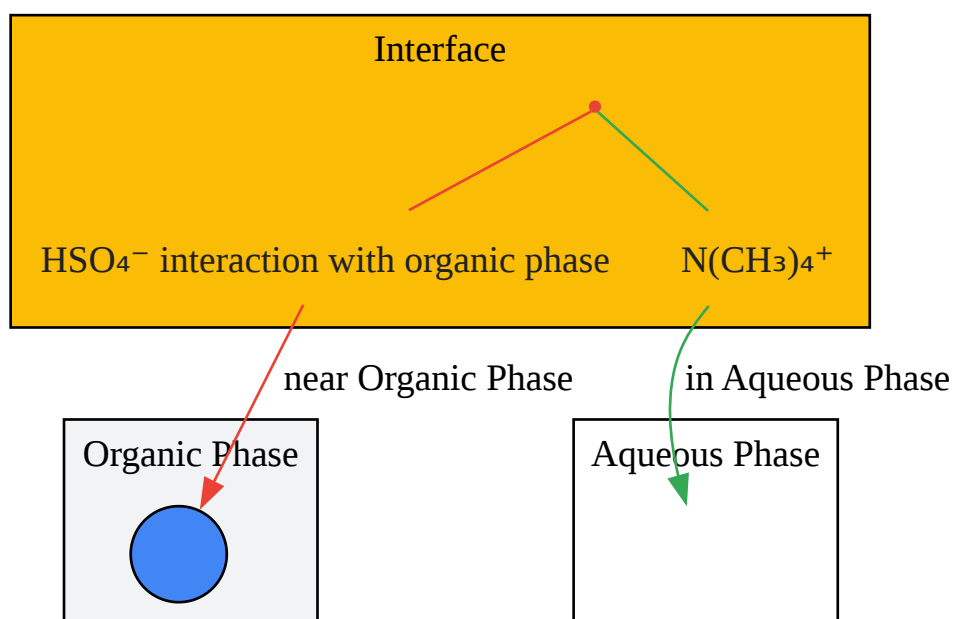 Interface
HSO₄⁻ interaction with organic phase
N(CH₃)₄⁺
near Organic Phase
in Aqueous Phase
Organic Phase
Aqueous Phase